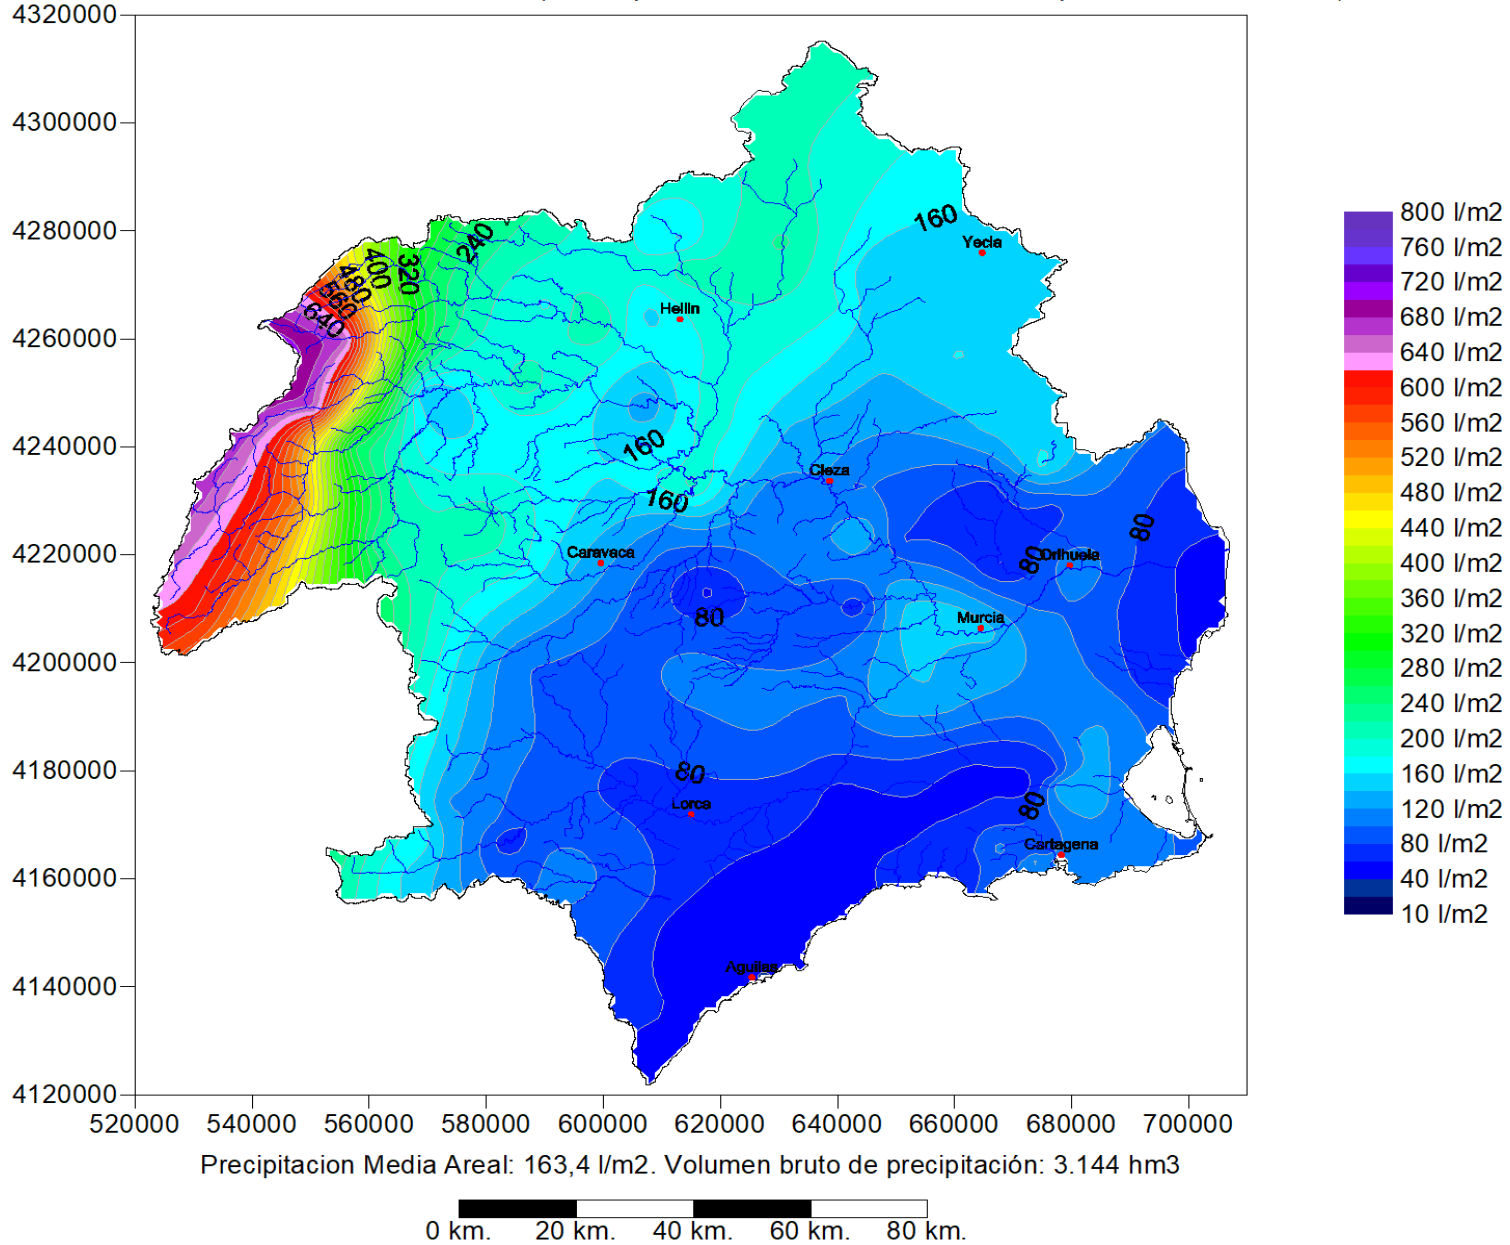 4320000
4300000
4280000
4260000
4240000
4220000
4200000
4180000
4160000
4140000
4120000
520000 540000 560000 580000 600000 620000 640000 660000 680000 700000
160
Yecla
240
320
400
480
560
640
Hellin
160
160
Cieza
Caravaca
80
80
Orihuela
80
Murcia
80
Lorca
80
Cartagena
Aguilas
800 l/m2
760 l/m2
720 l/m2
680 l/m2
640 l/m2
600 l/m2
560 l/m2
520 l/m2
480 l/m2
440 l/m2
400 l/m2
360 l/m2
320 l/m2
280 l/m2
240 l/m2
200 l/m2
160 l/m2
120 l/m2
80 l/m2
40 l/m2
10 l/m2
Precipitacion Media Areal: 163,4 l/m2. Volumen bruto de precipitación: 3.144 hm3
0 km. 20 km. 40 km. 60 km. 80 km.